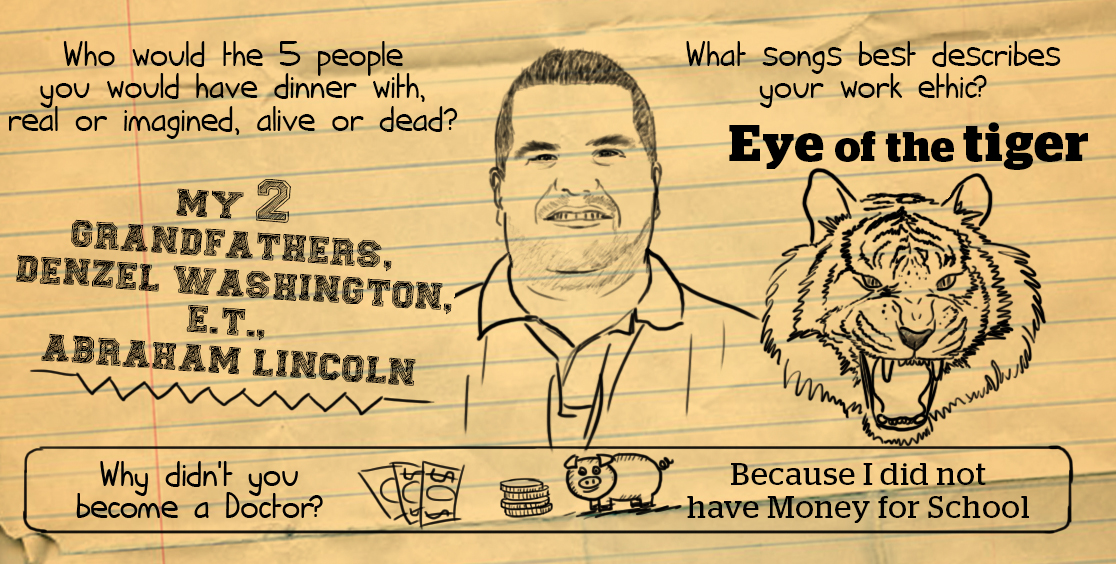 Who would the 5 people
you would have dinner with,
real or imagined, alive or dead?
MY 2
GRANDFATHERS,
DENZEL WASHINGTON,
E.T.,
ABRAHAM LINCOLN
What songs best describes
your work ethic?
Eye of the tiger
Why didn't you
become a Doctor?
Because I did not
have Money for School